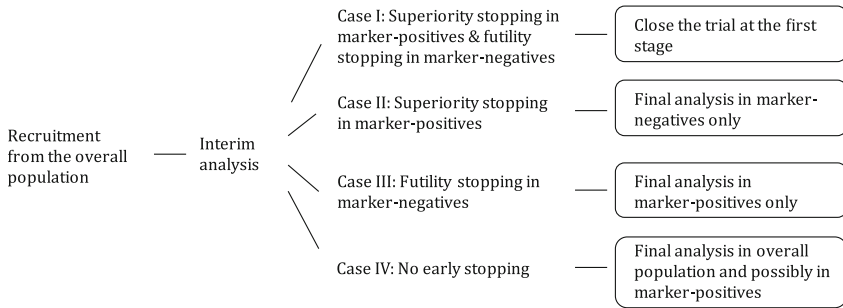 Recruitment
from the overall
population
Interim
analysis
Case I: Superiority stopping in
marker-positives & futility
stopping in marker-negatives
Close the trial at the first
stage
Case II: Superiority stopping
in marker-positives
Final analysis in marker-
negatives only
Case III: Futility stopping in
marker-negatives
Final analysis in
marker-positives only
Case IV: No early stopping
Final analysis in overall
population and possibly in
marker-positives